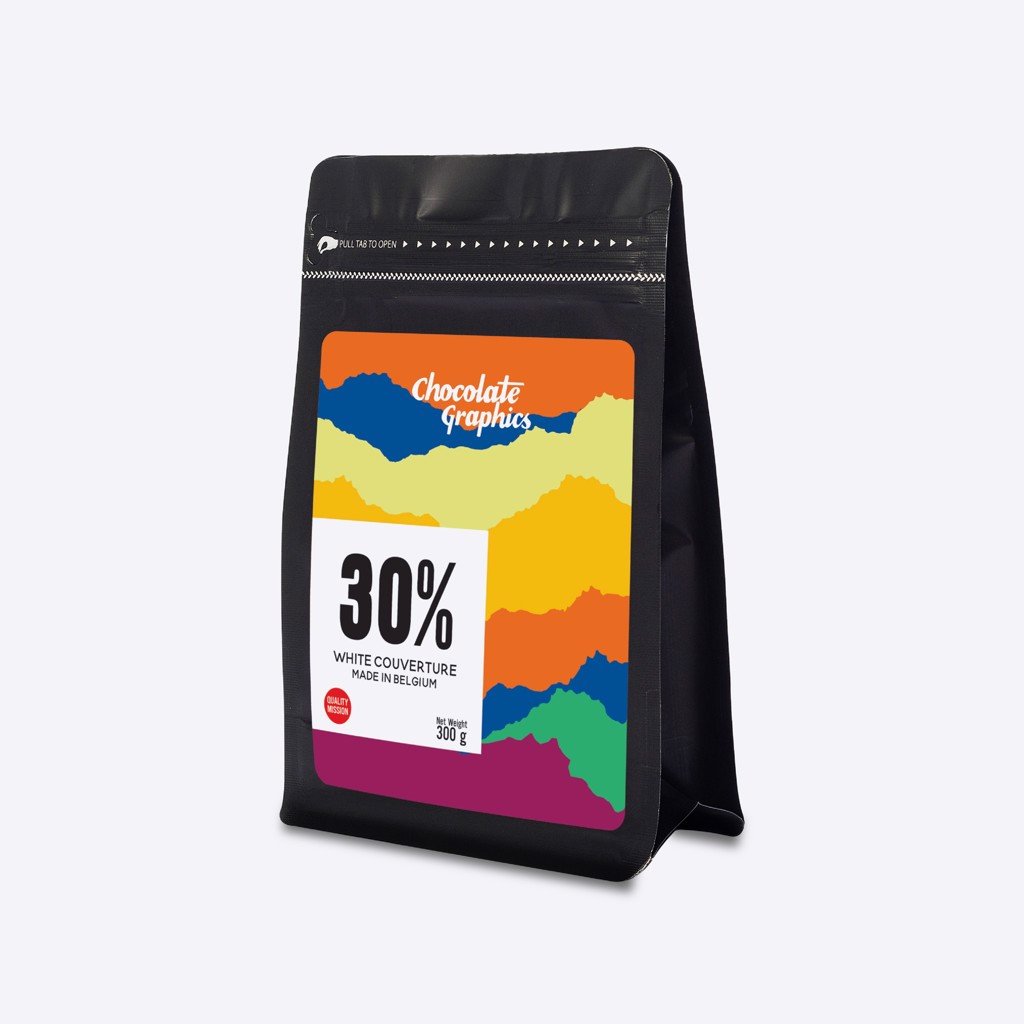 PULL TAB TO OPEN
Chocolate
Graphics
30%
WHITE COUVERTURE
MADE IN BELGIUM
QUALITY
MISSION
Net Weight
300 g